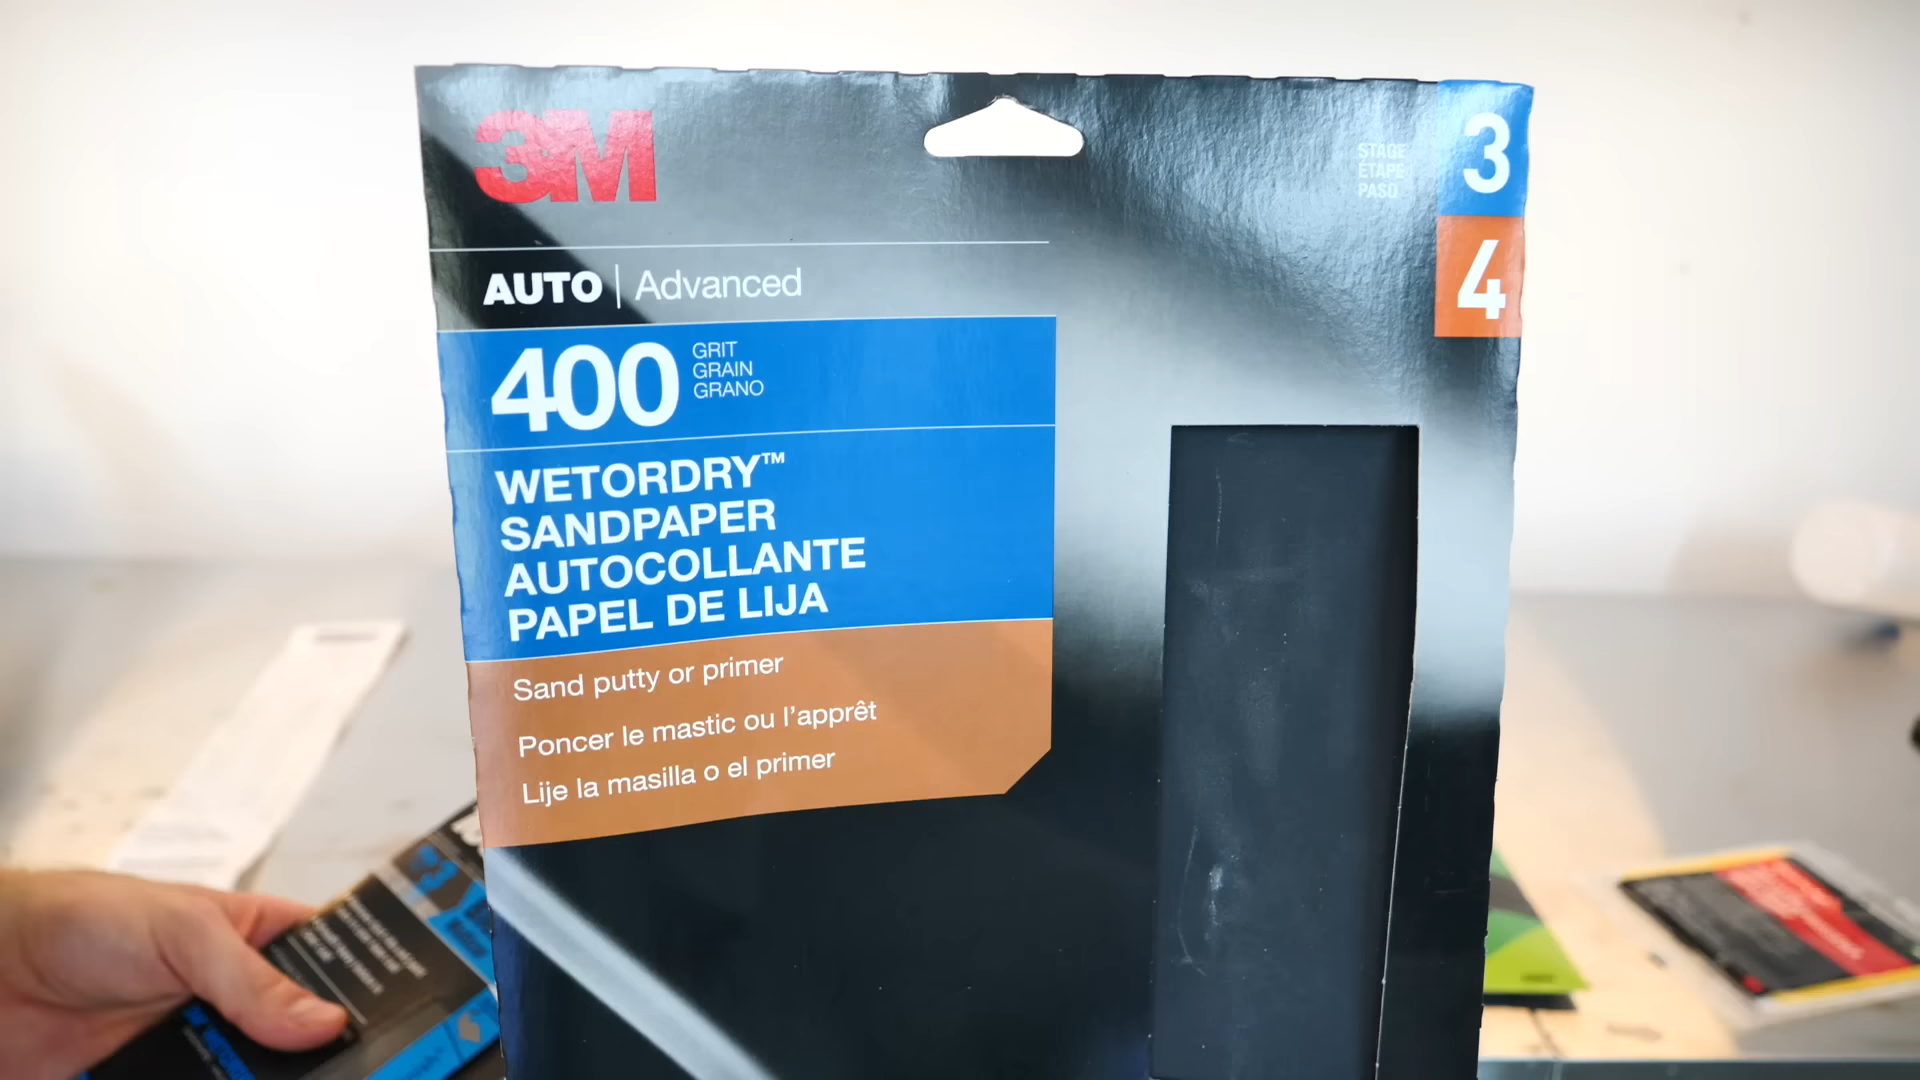 3M
STAGE
ÉTAPE
PASO
3
4
AUTO | Advanced
400
GRIT
GRAIN
GRANO
WETORDRY™
SANDPAPER
AUTOCOLLANTE
PAPEL DE LIJA
Sand putty or primer
Poncer le mastic ou l'apprêt
Lije la masilla o el primer